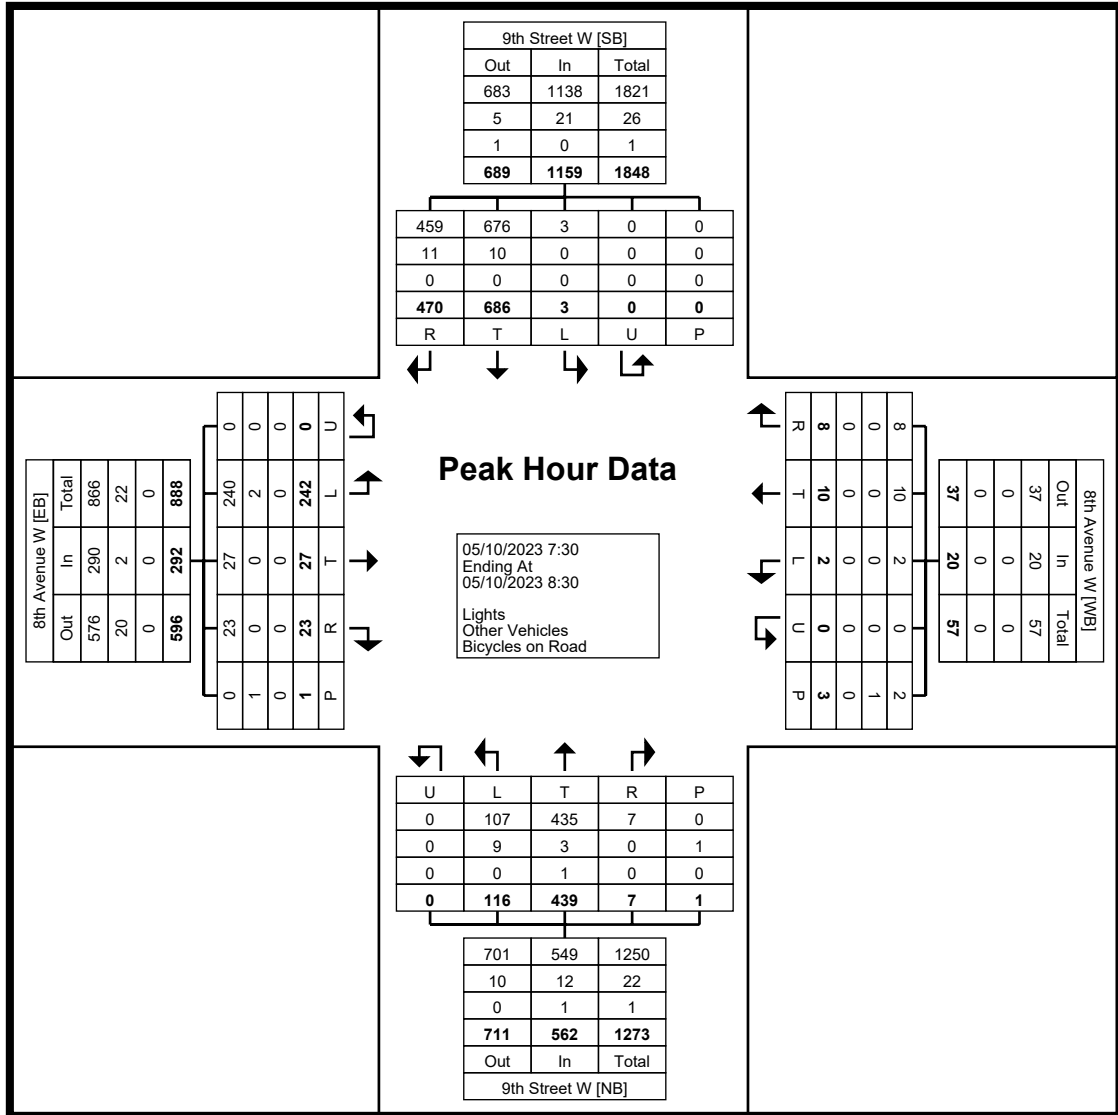 9th Street W [SB]
Out In Total
683 1138 1821
5 21 26
1 0 1
689 1159 1848
459 676 3 0 0
11 10 0 0 0
0 0 0 0 0
470 686 3 0 0
R T L U P
8th Avenue W [EB]
Total 866 22 0 888
In 290 2 0 292
Out 576 20 0 596
0 0 0 0 U
240 2 0 242 L
27 0 0 27 T
23 0 0 23 R
0 1 0 1 P
Peak Hour Data
05/10/2023 7:30
Ending At
05/10/2023 8:30
Lights
Other Vehicles
Bicycles on Road
R 8 0 0 8
T 10 0 0 10
L 2 0 0 2
U 0 0 0 0
P 3 0 1 2
37 0 0 37 Out
20 0 0 20 In
57 0 0 57 Total
8th Avenue W [WB]
U L T R P
0 107 435 7 0
0 9 3 0 1
0 0 1 0 0
0 116 439 7 1
701 549 1250
10 12 22
0 1 1
711 562 1273
Out In Total
9th Street W [NB]